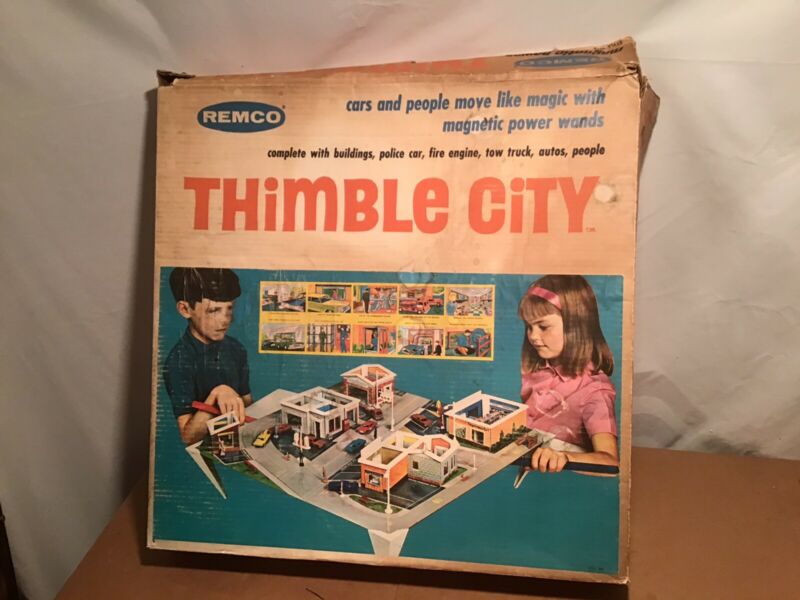 REMCO
cars and people move like magic with
magnetic power wands
complete with buildings, police car, fire engine, tow truck, autos, people
THiMBLE CiTY
REMCO